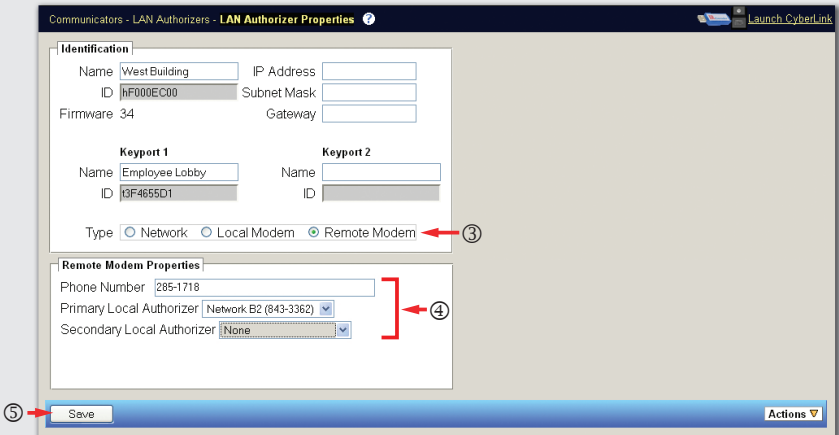 Communicators - LAN Authorizers - LAN Authorizer Properties ? Launch CyberLink
Identification
Name West Building IP Address
ID hF000EC00 Subnet Mask
Firmware 34 Gateway
Keyport 1 Keyport 2
Name Employee Lobby Name
ID t3F4655D1 ID
Type Network Local Modem Remote Modem ③
Remote Modem Properties
Phone Number 285-1718
Primary Local Authorizer Network B2 (843-3362) ④
Secondary Local Authorizer None
⑤ Save Actions